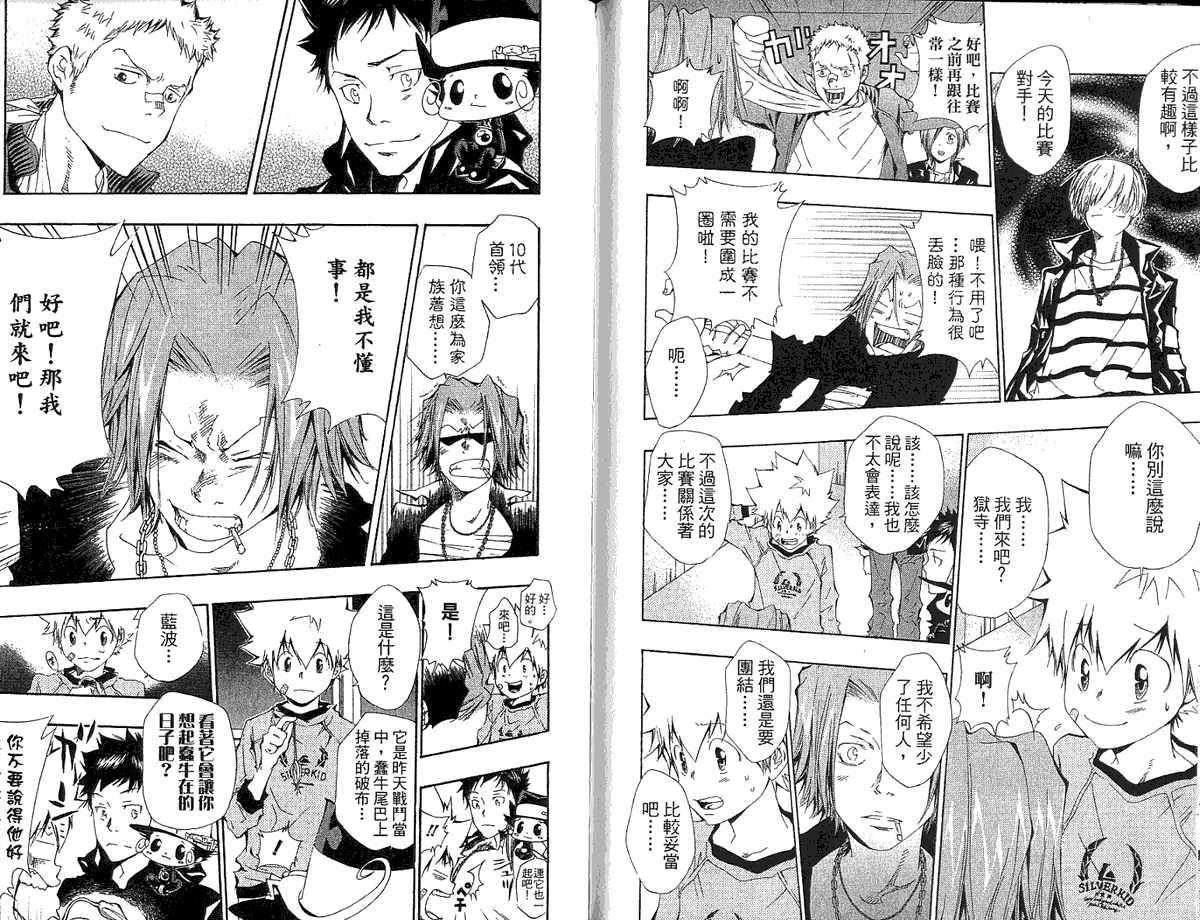 不過這樣子比
較有趣啊，
今天的比賽
對手！
好吧，比賽
之前再跟往
常一樣！
オオ
ガ
啊啊！
喂！不用了吧
…那種行為很
丟臉的！
我的比賽不
需要圍成一
圈啦！
呃……
你別這麼說
嘛……
我……
我們來吧？
獄寺……
該……該怎麼
說呢……我也
不太會表達，
不過這次的
比賽關係著
大家……
啊！
我不希望少
了任何人，
我們還是要
團結……
比較妥當
吧……
SILVERKID
SILVERKID
10代
首領…
你這麼為家
族著想……
都是我不懂
事！
好吧！那我
們就來吧！
好…
好的。
來吧…
是！
連它也一
起吧！
!!
這是什麼？
它是昨天戰鬥當
中，蠢牛尾巴上
掉落的破布，
SILVERKID
藍波…
看著它會讓你
想起蠢牛在的
日子吧？
你不要說得他好